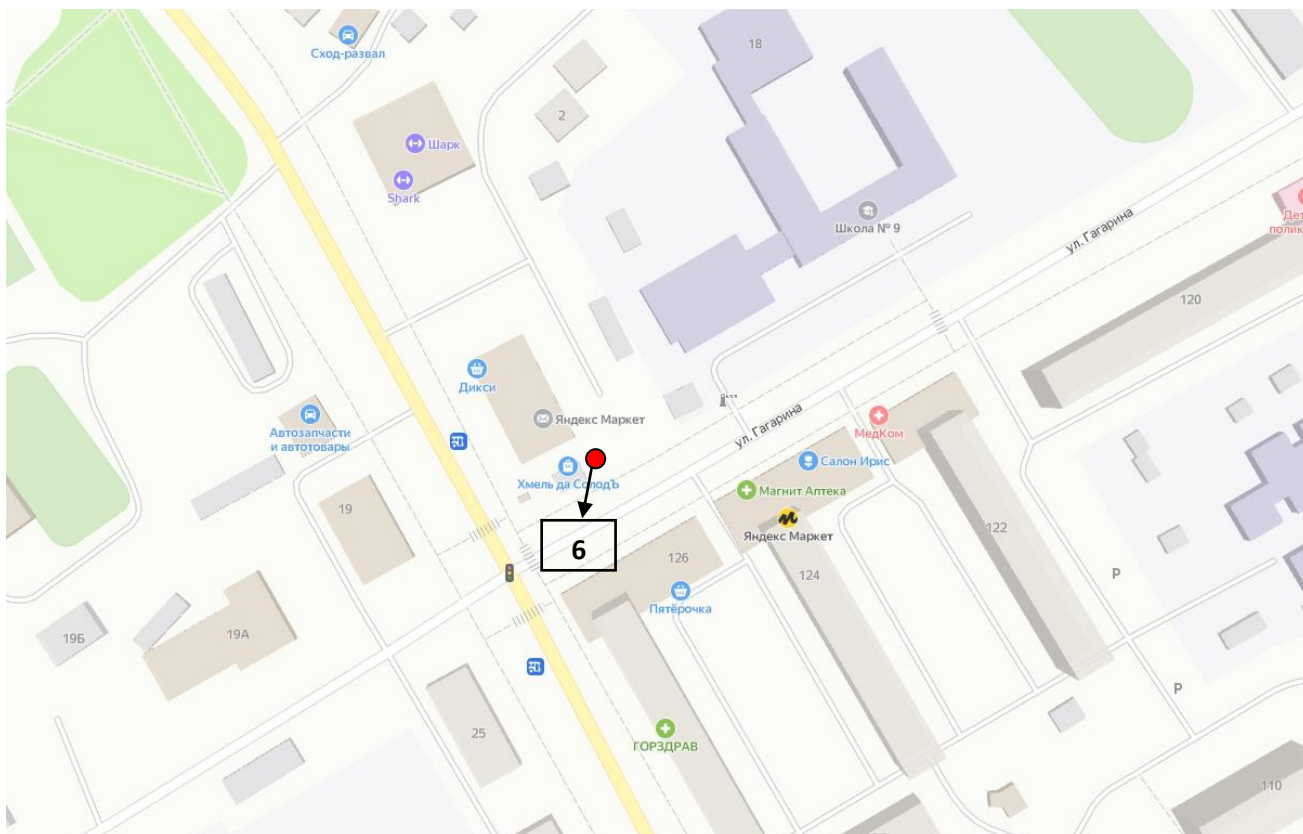 Сход-развал
18
2
Шарк
Shark
Школа № 9
ул. Гагарина
120
Дикси
Яндекс Маркет
Автозапчасти
и автотовары
ул. Гагарина
МедКом
Хмель да СолодЪ
Салон Ирис
Магнит Аптека
19
Яндекс Маркет
122
6
126
124
P
Пятёрочка
19Б
19А
P
25
ГОРЗДРАВ
110